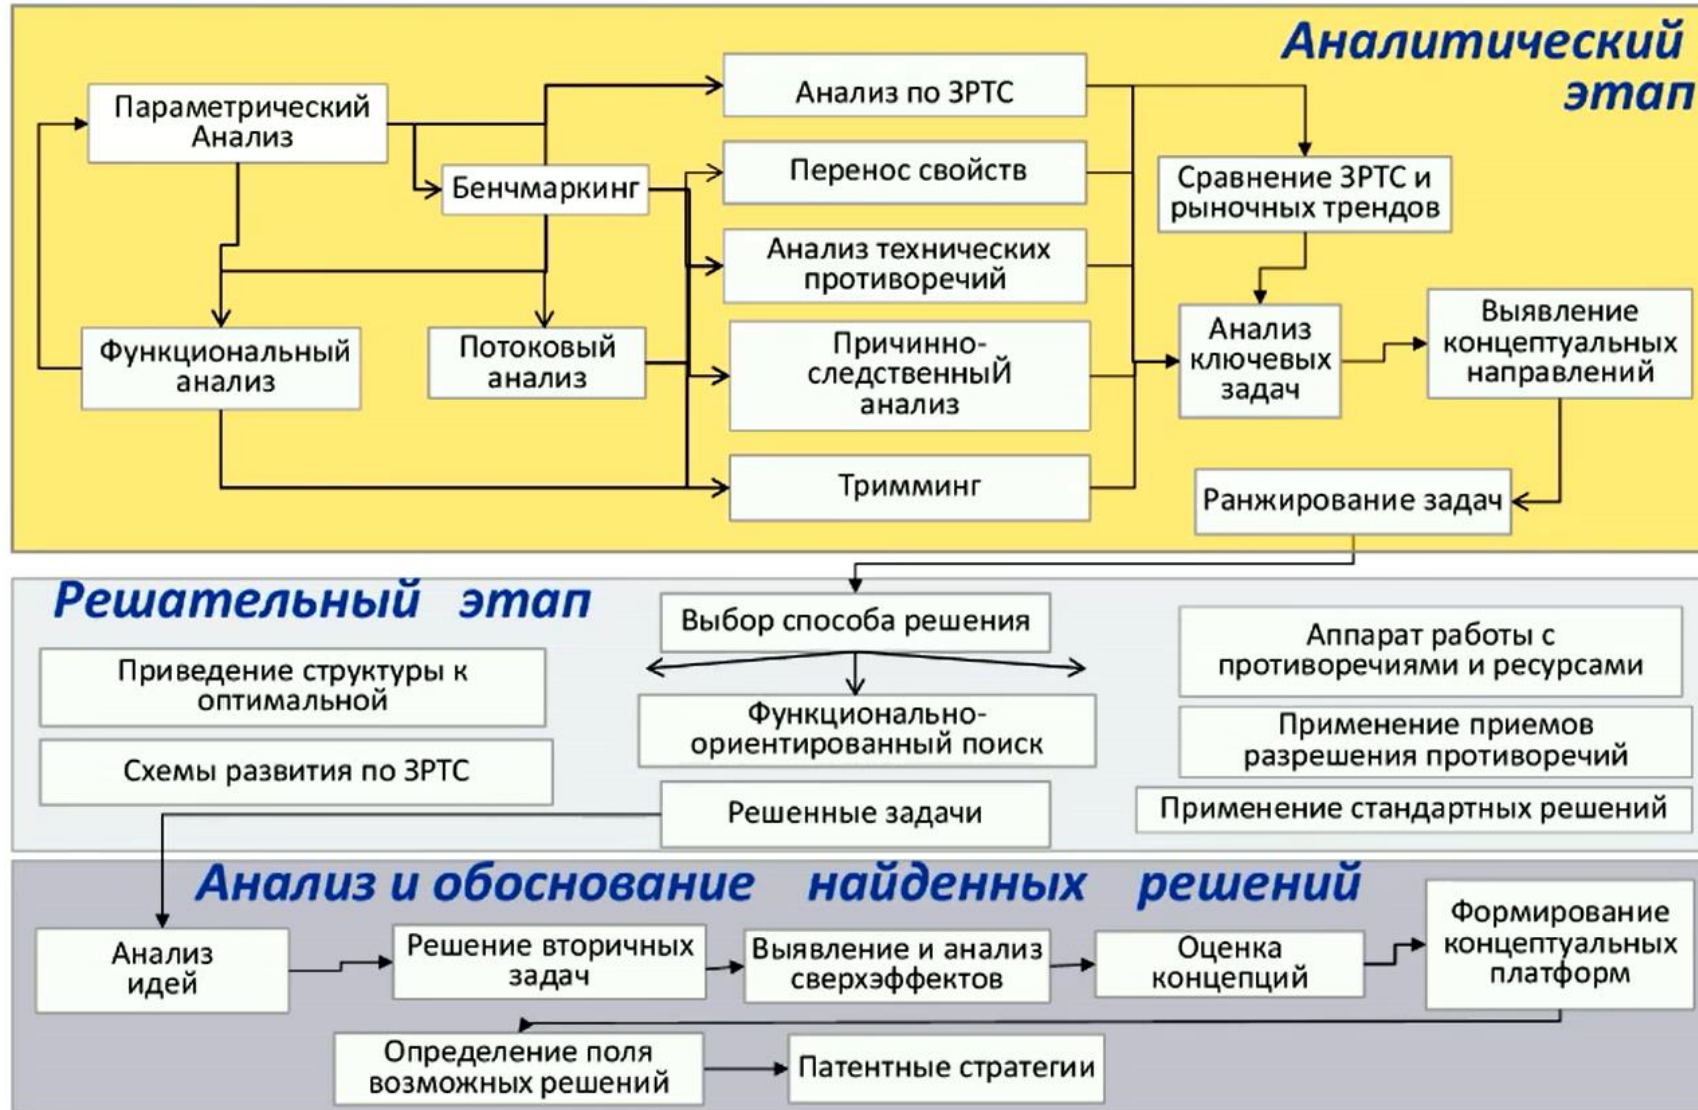 Аналитический
этап
Параметрический
Анализ
Бенчмаркинг
Функциональный
анализ
Потоковый
анализ
Анализ по ЗРТС
Перенос свойств
Анализ технических
противоречий
Причинно-
следственныЙ
анализ
Тримминг
Сравнение ЗРТС и
рыночных трендов
Анализ
ключевых
задач
Выявление
концептуальных
направлений
Ранжирование задач
Решательный этап
Приведение структуры к
оптимальной
Схемы развития по ЗРТС
Выбор способа решения
Функционально-
ориентированный поиск
Решенные задачи
Аппарат работы с
противоречиями и ресурсами
Применение приемов
разрешения противоречий
Применение стандартных решений
Анализ и обоснование найденных решений
Анализ
идей
Решение вторичных
задач
Выявление и анализ
сверхэффектов
Оценка
концепций
Формирование
концептуальных
платформ
Определение поля
возможных решений
Патентные стратегии